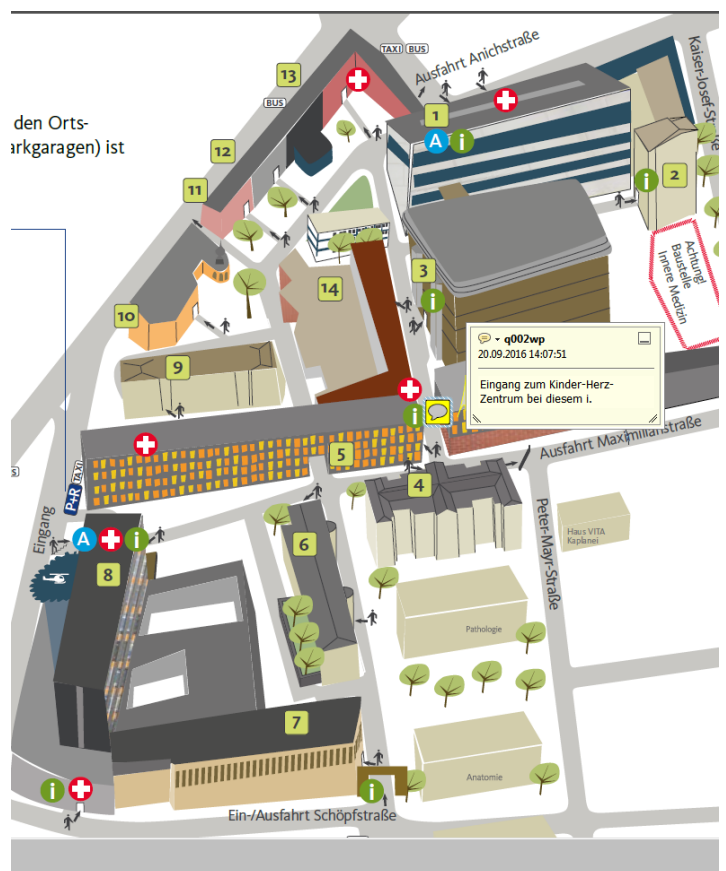 13
TAXI BUS
Ausfahrt Anichstraße
Kaiser-Josef-Str
den Orts-
arkgaragen) ist
BUS
1
A i
12
11
i 2
Achtung!
Baustelle
Innere Medizin
3
14
i
10
q002wp
20.09.2016 14:07:51
Eingang zum Kinder-Herz-
Zentrum bei diesem i.
9
i
5
Ausfahrt Maximilianstraße
4
TAXI
P+R
Eingang
A i
8
6
Peter-Mayr-Straße
Haus VITA
Kaplanei
Pathologie
7
Anatomie
i
i
Ein-/Ausfahrt Schöpfstraße